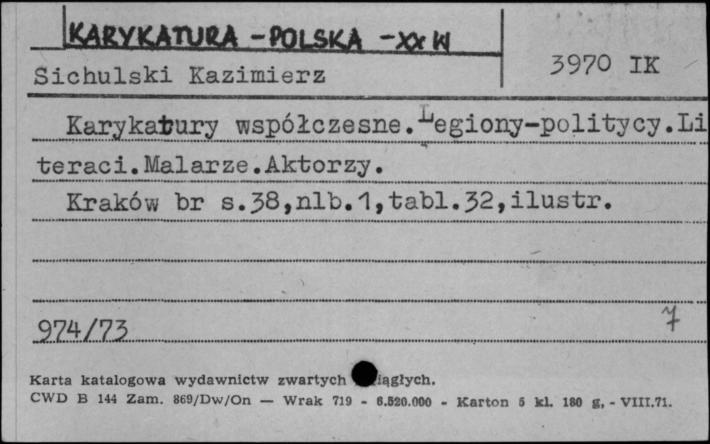 KARYKATURA - POLSKA - XX W
3970 IK
Sichulski Kazimierz
Karykatury współczesne. Legiony-politycy.Li
teraci.Malarze.Aktorzy.
Kraków br s.38,nlb.1,tabl.32,ilustr.
974/73
7
Karta katalogowa wydawnictw zwartych iągłych.
CWD B 144 Zam. 869/Dw/On — Wrak 719 - 6.520.000 - Karton 5 kl. 180 g, - VIII.71.